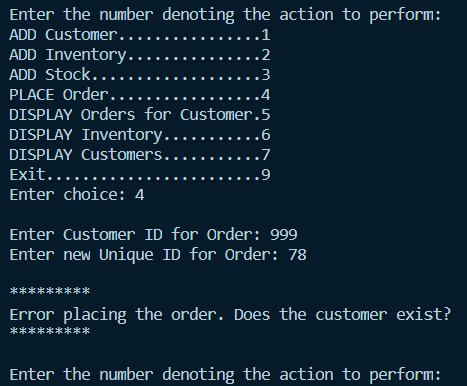 Enter the number denoting the action to perform:
ADD Customer................1
ADD Inventory...............2
ADD Stock...................3
PLACE Order.................4
DISPLAY Orders for Customer.5
DISPLAY Inventory...........6
DISPLAY Customers...........7
Exit........................9
Enter choice: 4
Enter Customer ID for Order: 999
Enter new Unique ID for Order: 78
*********
Error placing the order. Does the customer exist?
*********
Enter the number denoting the action to perform: